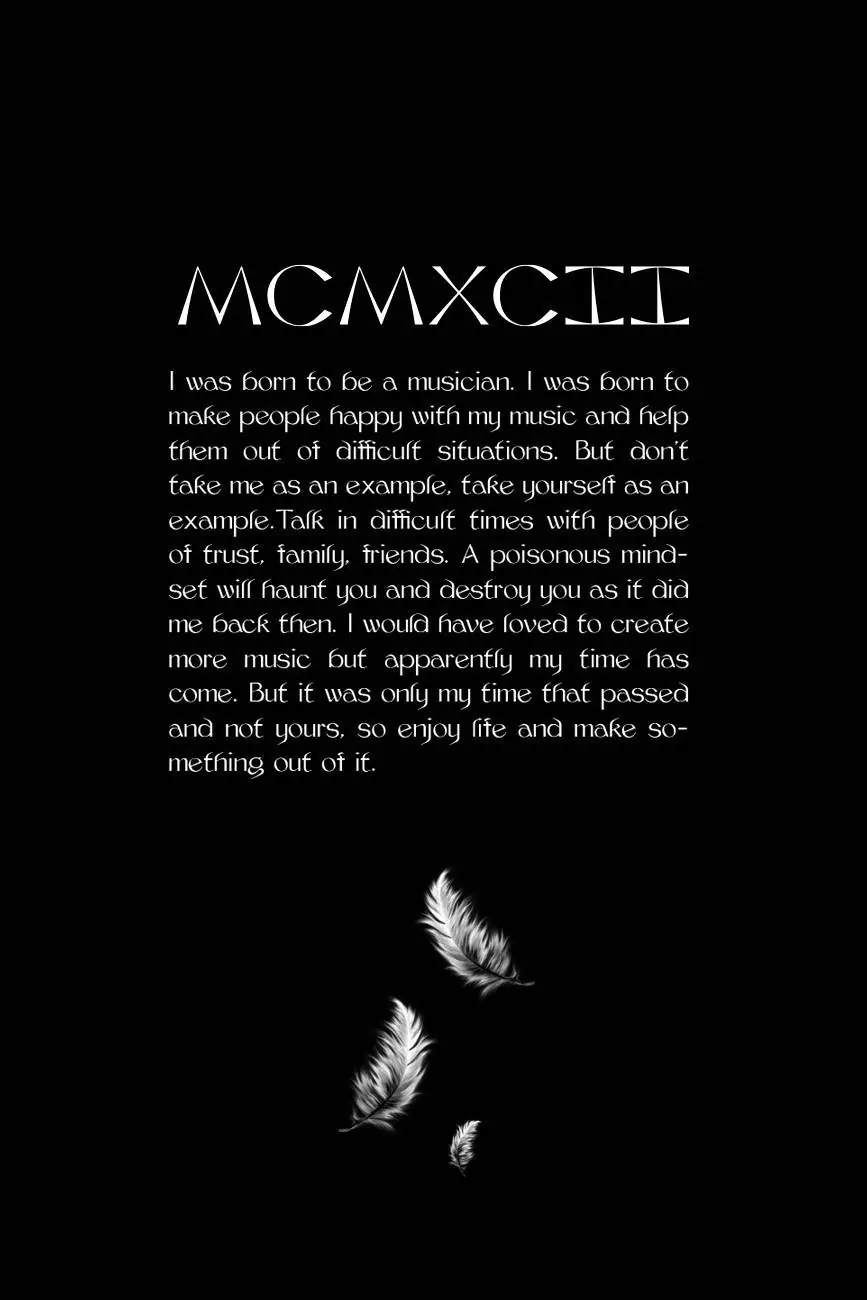 MCMXCII
I was born to be a musician. I was born to
make people happy with my music and help
them out of difficult situations. But don't
take me as an example, take yourself as an
example.Talk in difficult times with people
of trust, family, friends. A poisonous mind-
set will haunt you and destroy you as it did
me back then. I would have loved to create
more music but apparently my time has
come. But it was only my time that passed
and not yours, so enjoy life and make so-
mething out of it.